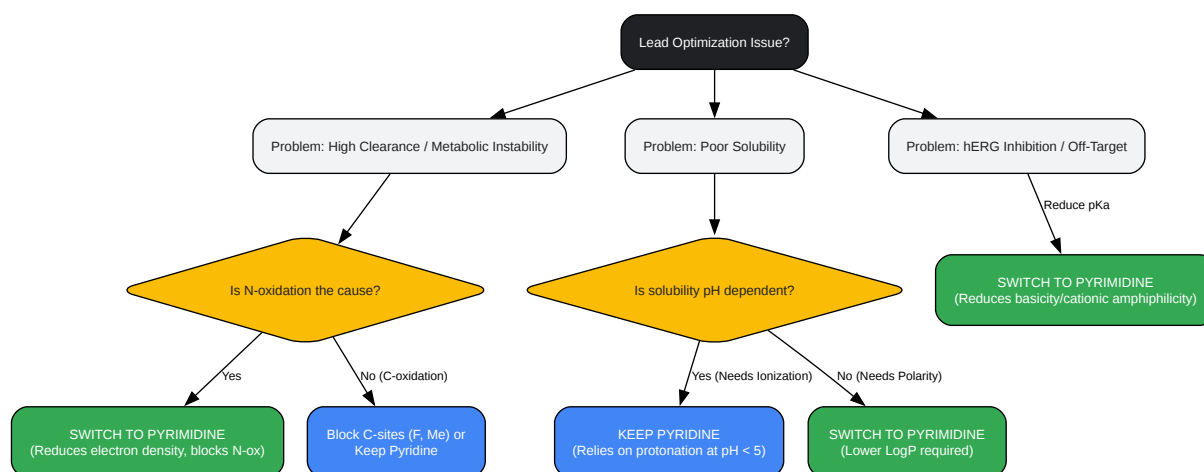 Lead Optimization Issue?
Problem: High Clearance / Metabolic Instability
Problem: Poor Solubility
Problem: hERG Inhibition / Off-Target
Reduce pKa
Is N-oxidation the cause?
Is solubility pH dependent?
SWITCH TO PYRIMIDINE
(Reduces basicity/cationic amphiphilicity)
Yes
No (C-oxidation)
Yes (Needs Ionization)
No (Needs Polarity)
SWITCH TO PYRIMIDINE
(Reduces electron density, blocks N-ox)
Block C-sites (F, Me) or
Keep Pyridine
KEEP PYRIDINE
(Relies on protonation at pH < 5)
SWITCH TO PYRIMIDINE
(Lower LogP required)